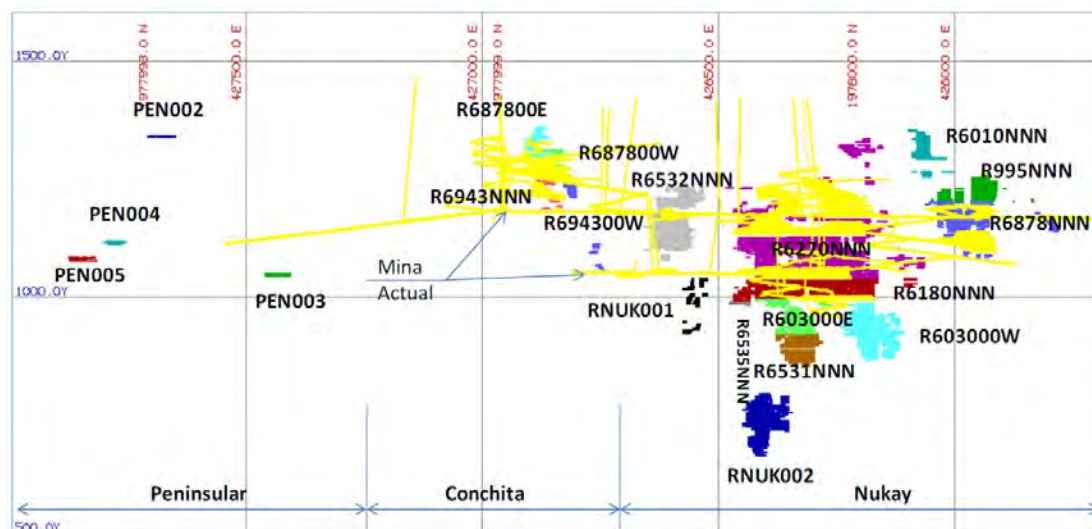 977998.0 N
427500.0 E
427000.0 E
977999.0 N
426500.0 E
1978000.0 N
426000.0 E
1500.0Y
R687800E
PEN002
R6010NNN
R687800W
R6532NNN
R995NNN
R6943NNN
PEN004
R694300W
R6878NNN
R6270NNN
PEN005
Mina
Actual
PEN003
1000.0Y
RNUK001
R6180NNN
R603000E
R603000W
R6535NNN
R6531NNN
RNUK002
Peninsular
Conchita
Nukay
500.0Y